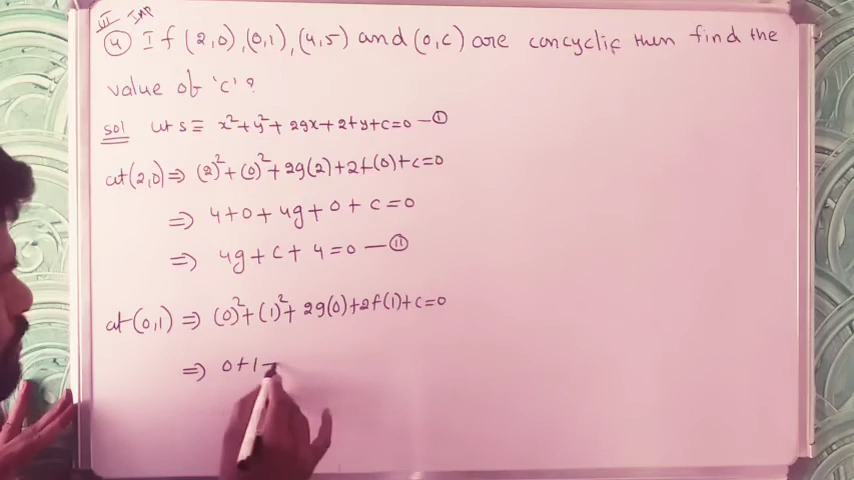 III IMP
4 If (2,0), (0,1), (4,5) and (0,c) are concyclic then find the
value of 'c'?
sol let s ≡ x²+y²+2gx+2fy+c=0 —(I)
at (2,0) ⇒ (2)²+(0)²+2g(2)+2f(0)+c=0
⇒ 4+0+4g+0+c=0
⇒ 4g+c+4=0 —(II)
at (0,1) ⇒ (0)²+(1)²+2g(0)+2f(1)+c=0
⇒ 0+1